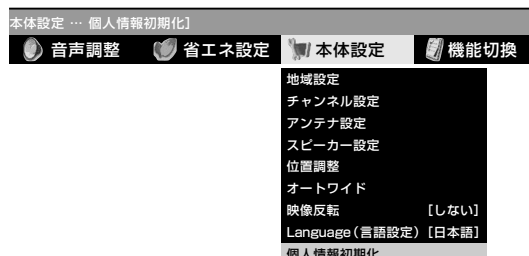 本体設定 … 個人情報初期化]
音声調整 省エネ設定 本体設定 機能切換
地域設定
チャンネル設定
アンテナ設定
スピーカー設定
位置調整
オートワイド
映像反転 [しない]
Language(言語設定) [日本語]
個人情報初期化